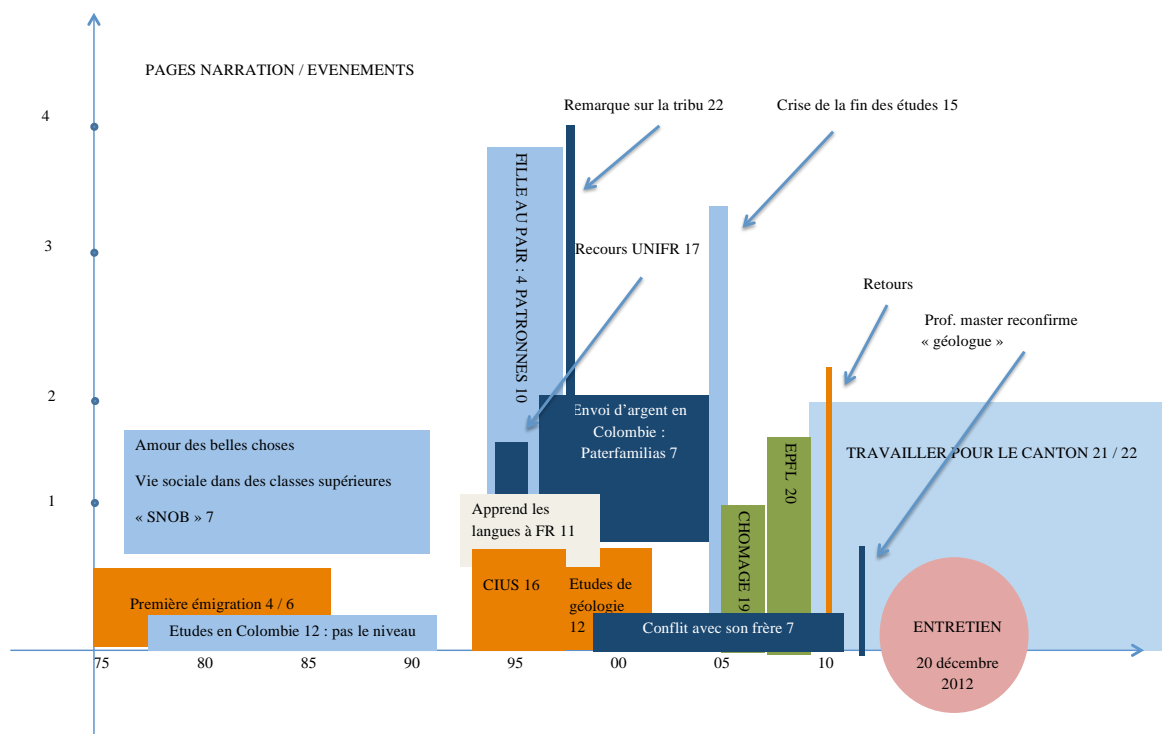 PAGES NARRATION / EVENEMENTS
4
3
2
1
Remarque sur la tribu 22
Crise de la fin des études 15
FILLE AU PAIR : 4 PATRONNES 10
Recours UNIFR 17
Retours
Prof. master reconfirme
« géologue »
Envoi d'argent en
Colombie :
Paterfamilias 7
Amour des belles choses
Vie sociale dans des classes supérieures
« SNOB » 7
EPFL 20
TRAVAILLER POUR LE CANTON 21 / 22
Apprend les
langues à FR 11
CHOMAGE 19
CIUS 16
Etudes de
géologie
12
Première émigration 4 / 6
Etudes en Colombie 12 : pas le niveau
Conflit avec son frère 7
ENTRETIEN
20 décembre
2012
75
80
85
90
95
00
05
10